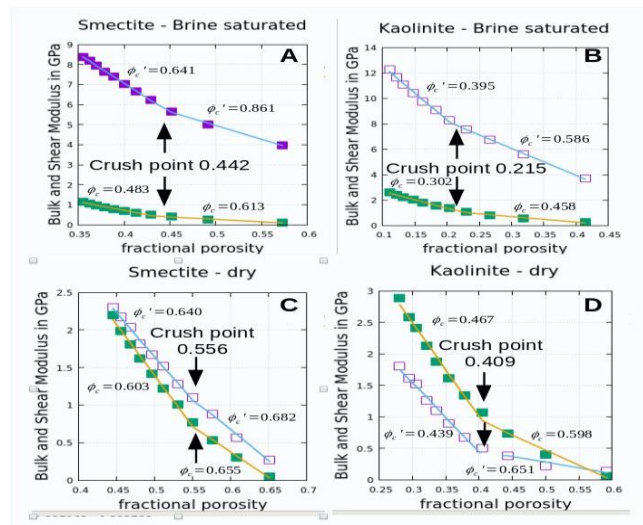 Smectite - Brine saturated
A
Bulk and Shear Modulus in GPa
9
8
7
6
5
4
3
2
1
0
ϕc'=0.641
ϕc'=0.861
Crush point 0.442
ϕc=0.483
ϕc=0.613
0.35 0.4 0.45 0.5 0.55 0.6
fractional porosity
Kaolinite - Brine saturated
B
Bulk and Shear Modulus in GPa
14
12
10
8
6
4
2
0
ϕc'=0.395
ϕc'=0.586
Crush point 0.215
ϕc=0.302
ϕc=0.458
0.1 0.15 0.2 0.25 0.3 0.35 0.4 0.45
fractional porosity
Smectite - dry
C
Bulk and Shear Modulus in GPa
2.5
2
1.5
1
0.5
0
ϕc'=0.640
Crush point
0.556
ϕc=0.603
ϕc'=0.682
ϕc=0.655
0.4 0.45 0.5 0.55 0.6 0.65 0.7
fractional porosity
Kaolinite - dry
D
Bulk and Shear Modulus in GPa
3
2.5
2
1.5
1
0.5
0
ϕc=0.467
Crush point
0.409
ϕc'=0.439
ϕc=0.598
ϕc'=0.651
0.25 0.3 0.35 0.4 0.45 0.5 0.55 0.6
fractional porosity